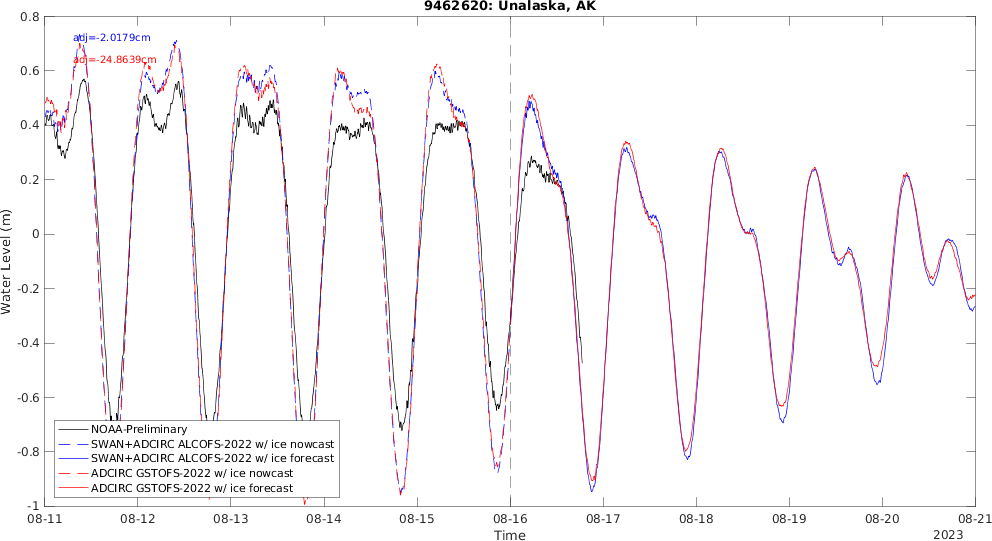 9462620: Unalaska, AK
adj=-2.0179cm
adj=-24.8639cm
Water Level (m)
0.8
0.6
0.4
0.2
0
-0.2
-0.4
-0.6
-0.8
-1
NOAA-Preliminary
SWAN+ADCIRC ALCOFS-2022 w/ ice nowcast
SWAN+ADCIRC ALCOFS-2022 w/ ice forecast
ADCIRC GSTOFS-2022 w/ ice nowcast
ADCIRC GSTOFS-2022 w/ ice forecast
08-11 08-12 08-13 08-14 08-15 08-16 08-17 08-18 08-19 08-20 08-21
Time
2023